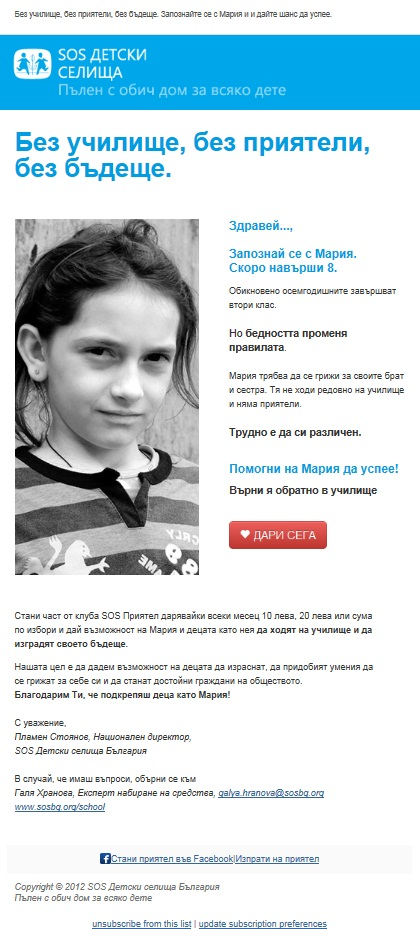 Без училище, без приятели, без бъдеще. Запознайте се с Мария и и дайте шанс да успее.
SOS ДЕТСКИ
СЕЛИЩА
Пълен с обич дом за всяко дете
Без училище, без приятели,
без бъдеще.
Здравей...,
Запознай се с Мария.
Скоро навърши 8.
Обикновено осемгодишните завършват
втори клас.
Но бедността променя
правилата.
Мария трябва да се грижи за своите брат
и сестра. Тя не ходи редовно на училище
и няма приятели.
Трудно е да си различен.
Помогни на Мария да успее!
Върни я обратно в училище
ДАРИ СЕГА
Стани част от клуба SOS Приятел дарявайки всеки месец 10 лева, 20 лева или сума
по избори и дай възможност на Мария и децата като нея да ходят на училище и да
изградят своето бъдеще.
Нашата цел е да дадем възможност на децата да израснат, да придобият умения да
се грижат за себе си и да станат достойни граждани на обществото.
Благодарим Ти, че подкрепяш деца като Мария!
С уважение,
Пламен Стоянов, Национален директор,
SOS Детски селища България
В случай, че имаш въпроси, обърни се към
Галя Хранова, Експерт набиране на средства, galya.hranova@sosbg.org
www.sosbg.org/school
Стани приятел във Facebook|Изпрати на приятел
Copyright © 2012 SOS Детски селища България
Пълен с обич дом за всяко дете
unsubscribe from this list | update subscription preferences